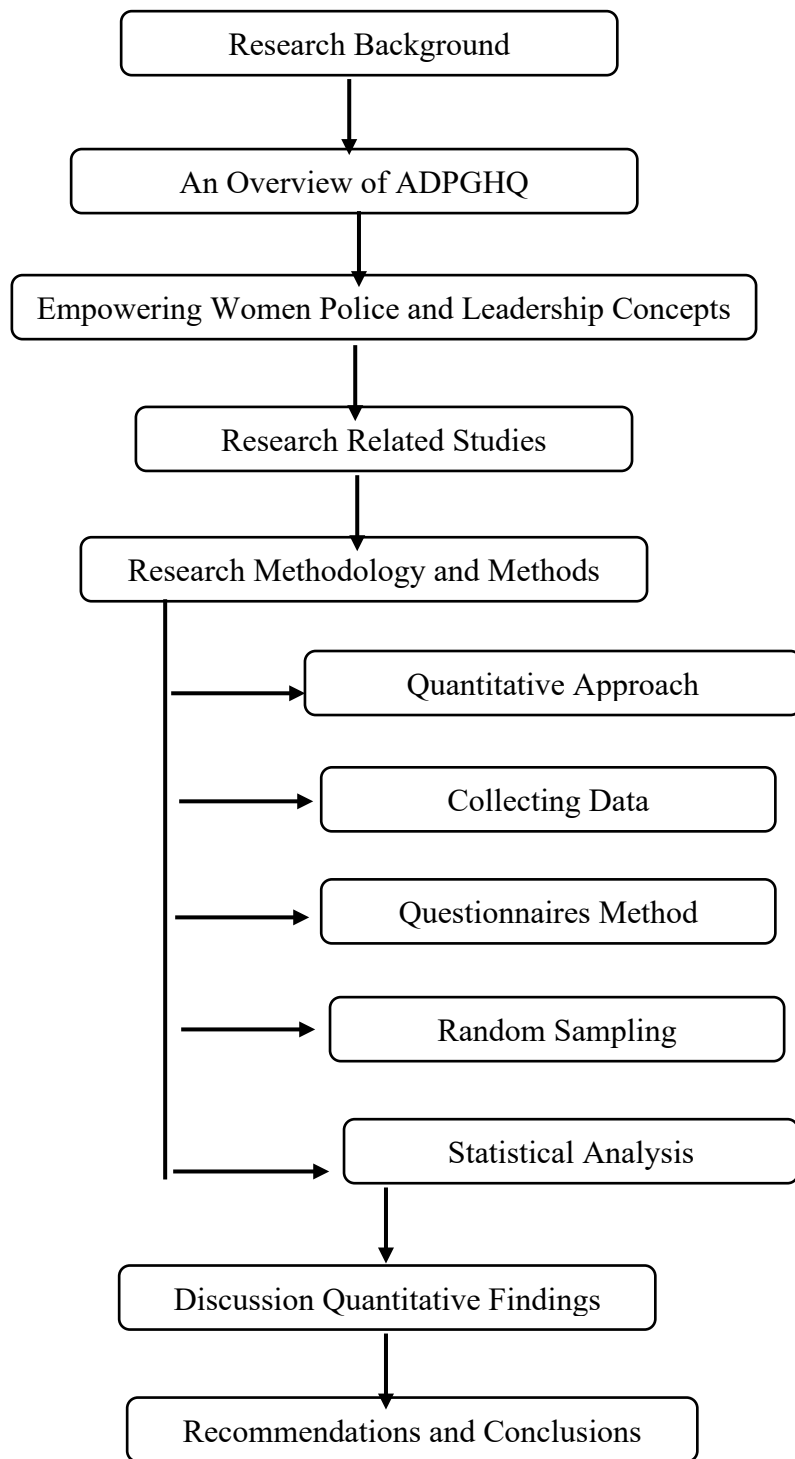 Research Background
An Overview of ADPGHQ
Empowering Women Police and Leadership Concepts
Research Related Studies
Research Methodology and Methods
Quantitative Approach
Collecting Data
Questionnaires Method
Random Sampling
Statistical Analysis
Discussion Quantitative Findings
Recommendations and Conclusions